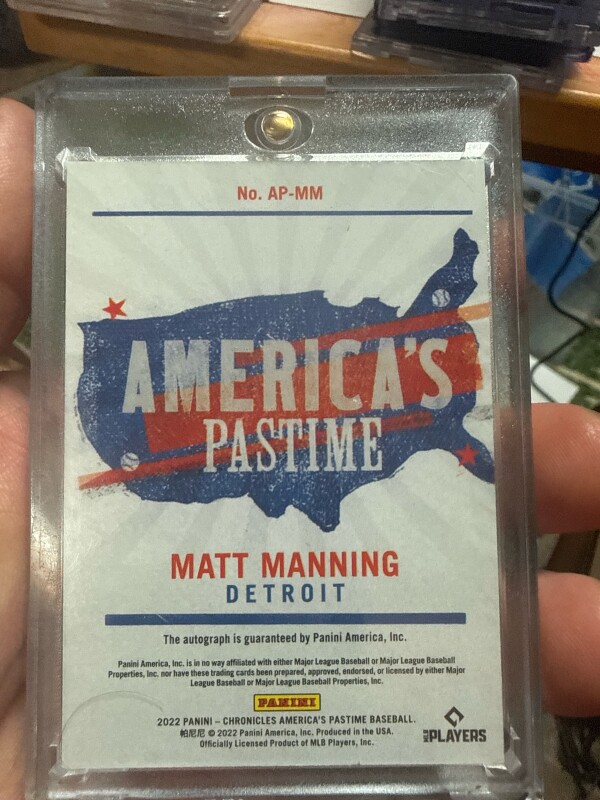 No. AP-MM
AMERICA'S
PASTIME
MATT MANNING
DETROIT
The autograph is guaranteed by Panini America, Inc.
Panini America, Inc. is in no way affiliated with either Major League Baseball or Major League Baseball
Properties, Inc. nor have these trading cards been prepared, approved, endorsed, or licensed by either Major
League Baseball or Major League Baseball Properties, Inc.
PANINI
2022 PANINI – CHRONICLES AMERICA'S PASTIME BASEBALL.
帕尼尼 © 2022 Panini America, Inc. Produced in the USA.
Officially Licensed Product of MLB Players, Inc.
MLB PLAYERS